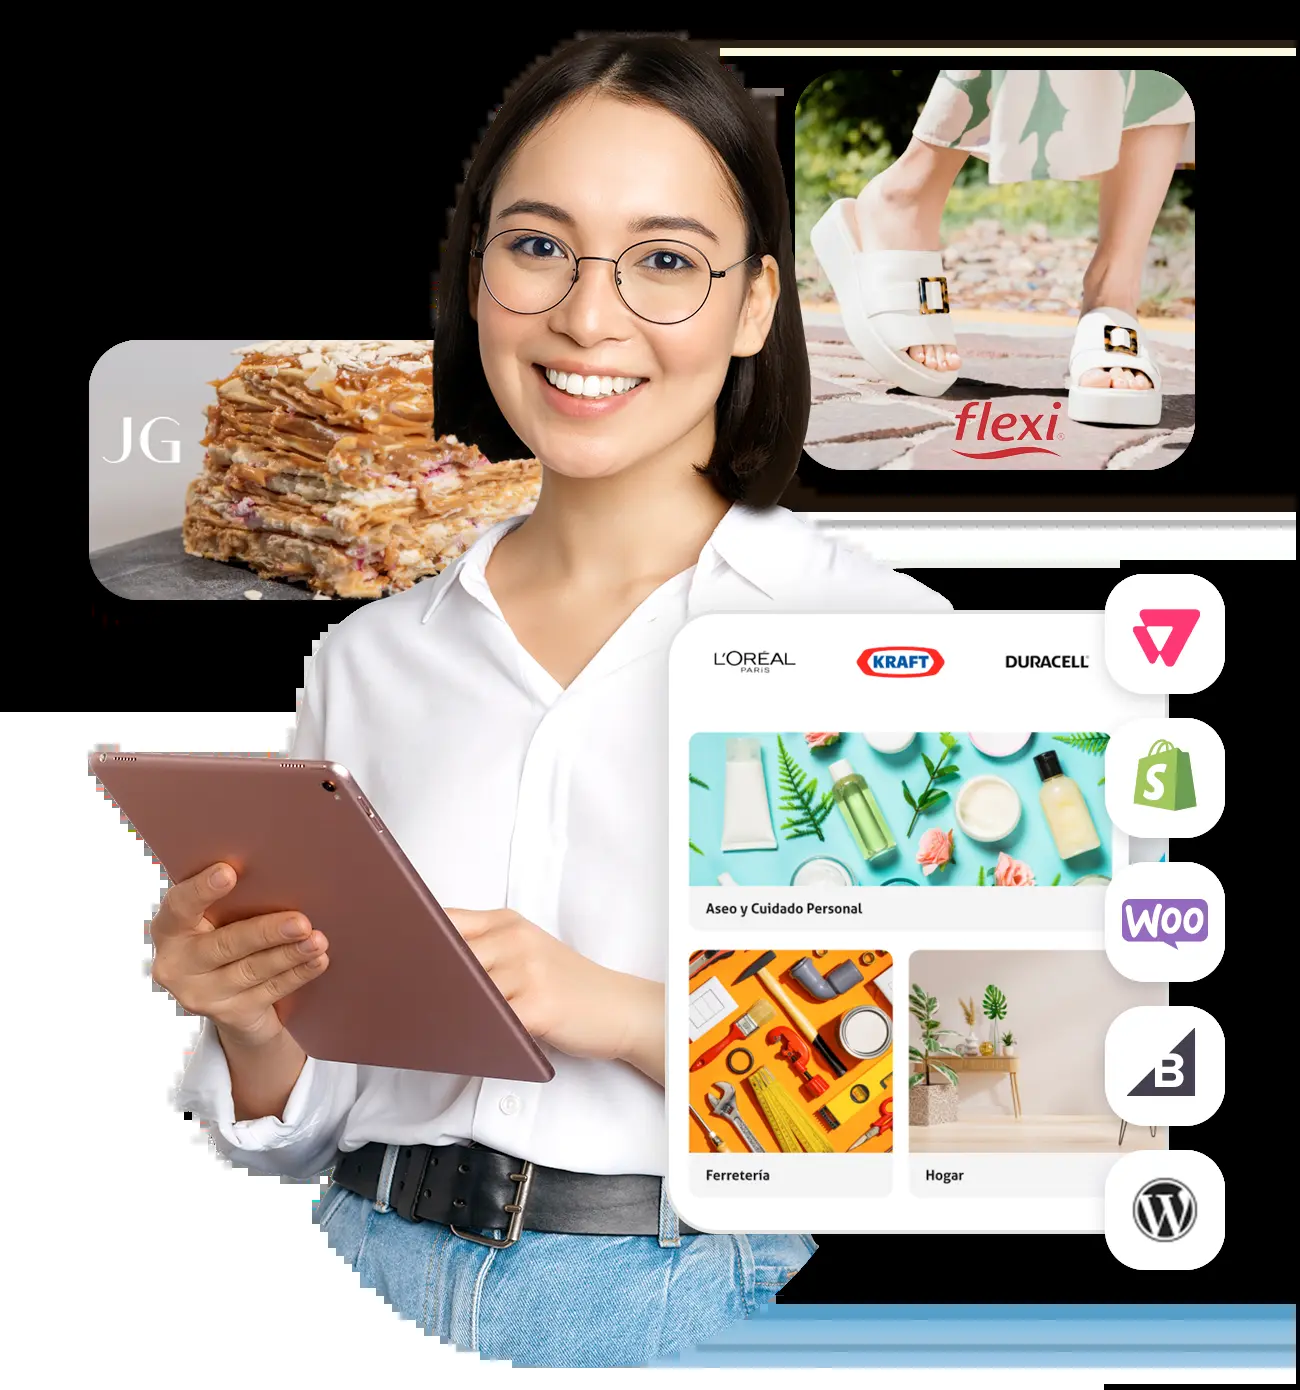 flexi
JG
L'ORÉAL
PARIS
KRAFT
DURACELL
S
Aseo y Cuidado Personal
WOO
B
Ferretería
Hogar
W